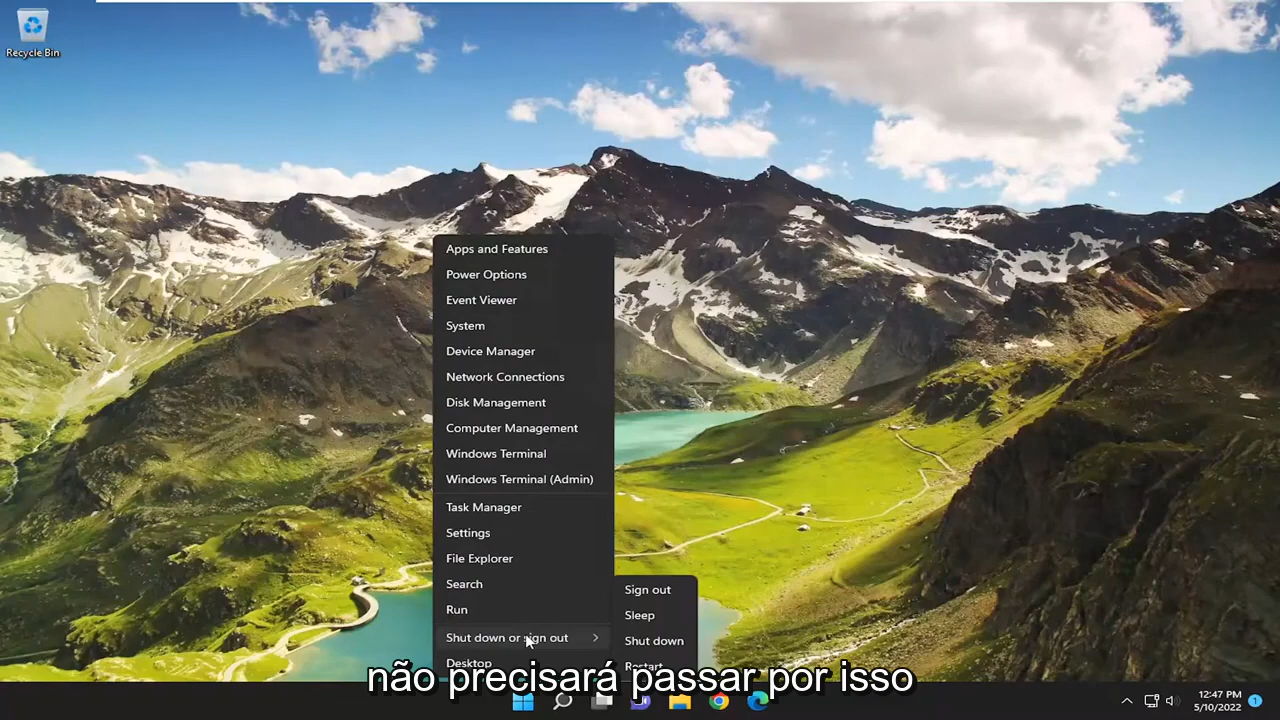 Recycle Bin
Apps and Features
Power Options
Event Viewer
System
Device Manager
Network Connections
Disk Management
Computer Management
Windows Terminal
Windows Terminal (Admin)
Task Manager
Settings
File Explorer
Search
Run
Shut down or sign out
Desktop
Sign out
Sleep
Shut down
Restart
não precisará passar por isso
12:47 PM
5/10/2022
1